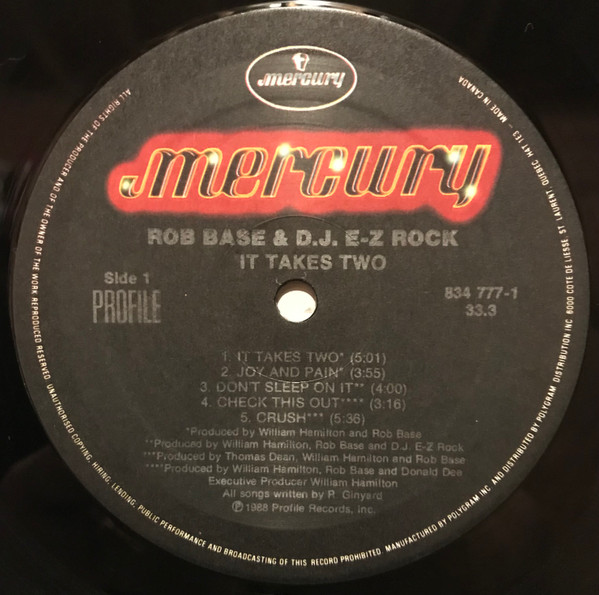 mercury
mercury
ROB BASE & D.J. E-Z ROCK
IT TAKES TWO
Side 1
PROFILE
834 777-1
33.3
1. IT TAKES TWO* (5:01)
2. JOY AND PAIN* (3:55)
3. DON'T SLEEP ON IT** (4:00)
4. CHECK THIS OUT**** (3:16)
5. CRUSH*** (5:36)
*Produced by William Hamilton and Rob Base
**Produced by William Hamilton, Rob Base and D.J. E-Z Rock
***Produced by Thomas Dean, William Hamilton and Rob Base
****Produced by William Hamilton, Rob Base and Donald Dee
Executive Producer William Hamilton
All songs written by R. Ginyard
Ⓟ1988 Profile Records, Inc.
ALL RIGHTS OF THE PRODUCER AND OF THE OWNER OF THE WORK REPRODUCED RESERVED. UNAUTHORISED COPYING, HIRING, LENDING, PUBLIC PERFORMANCE AND BROADCASTING OF THIS RECORD PROHIBITED. MANUFACTURED BY POLYGRAM INC. AND DISTRIBUTED BY POLYGRAM DISTRIBUTION INC 6000 COTE DE LIESSE, ST. LAURENT, QUEBEC, H4T 1E3 - MADE IN CANADA